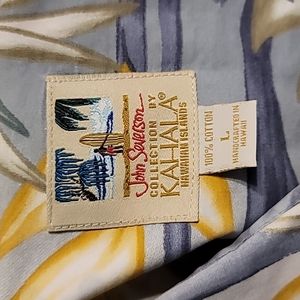 John Severson
COLLECTION BY
KAHALA®
HAWAIIAN ISLANDS
100% COTTON
L
HANDCRAFTED IN
HAWAII